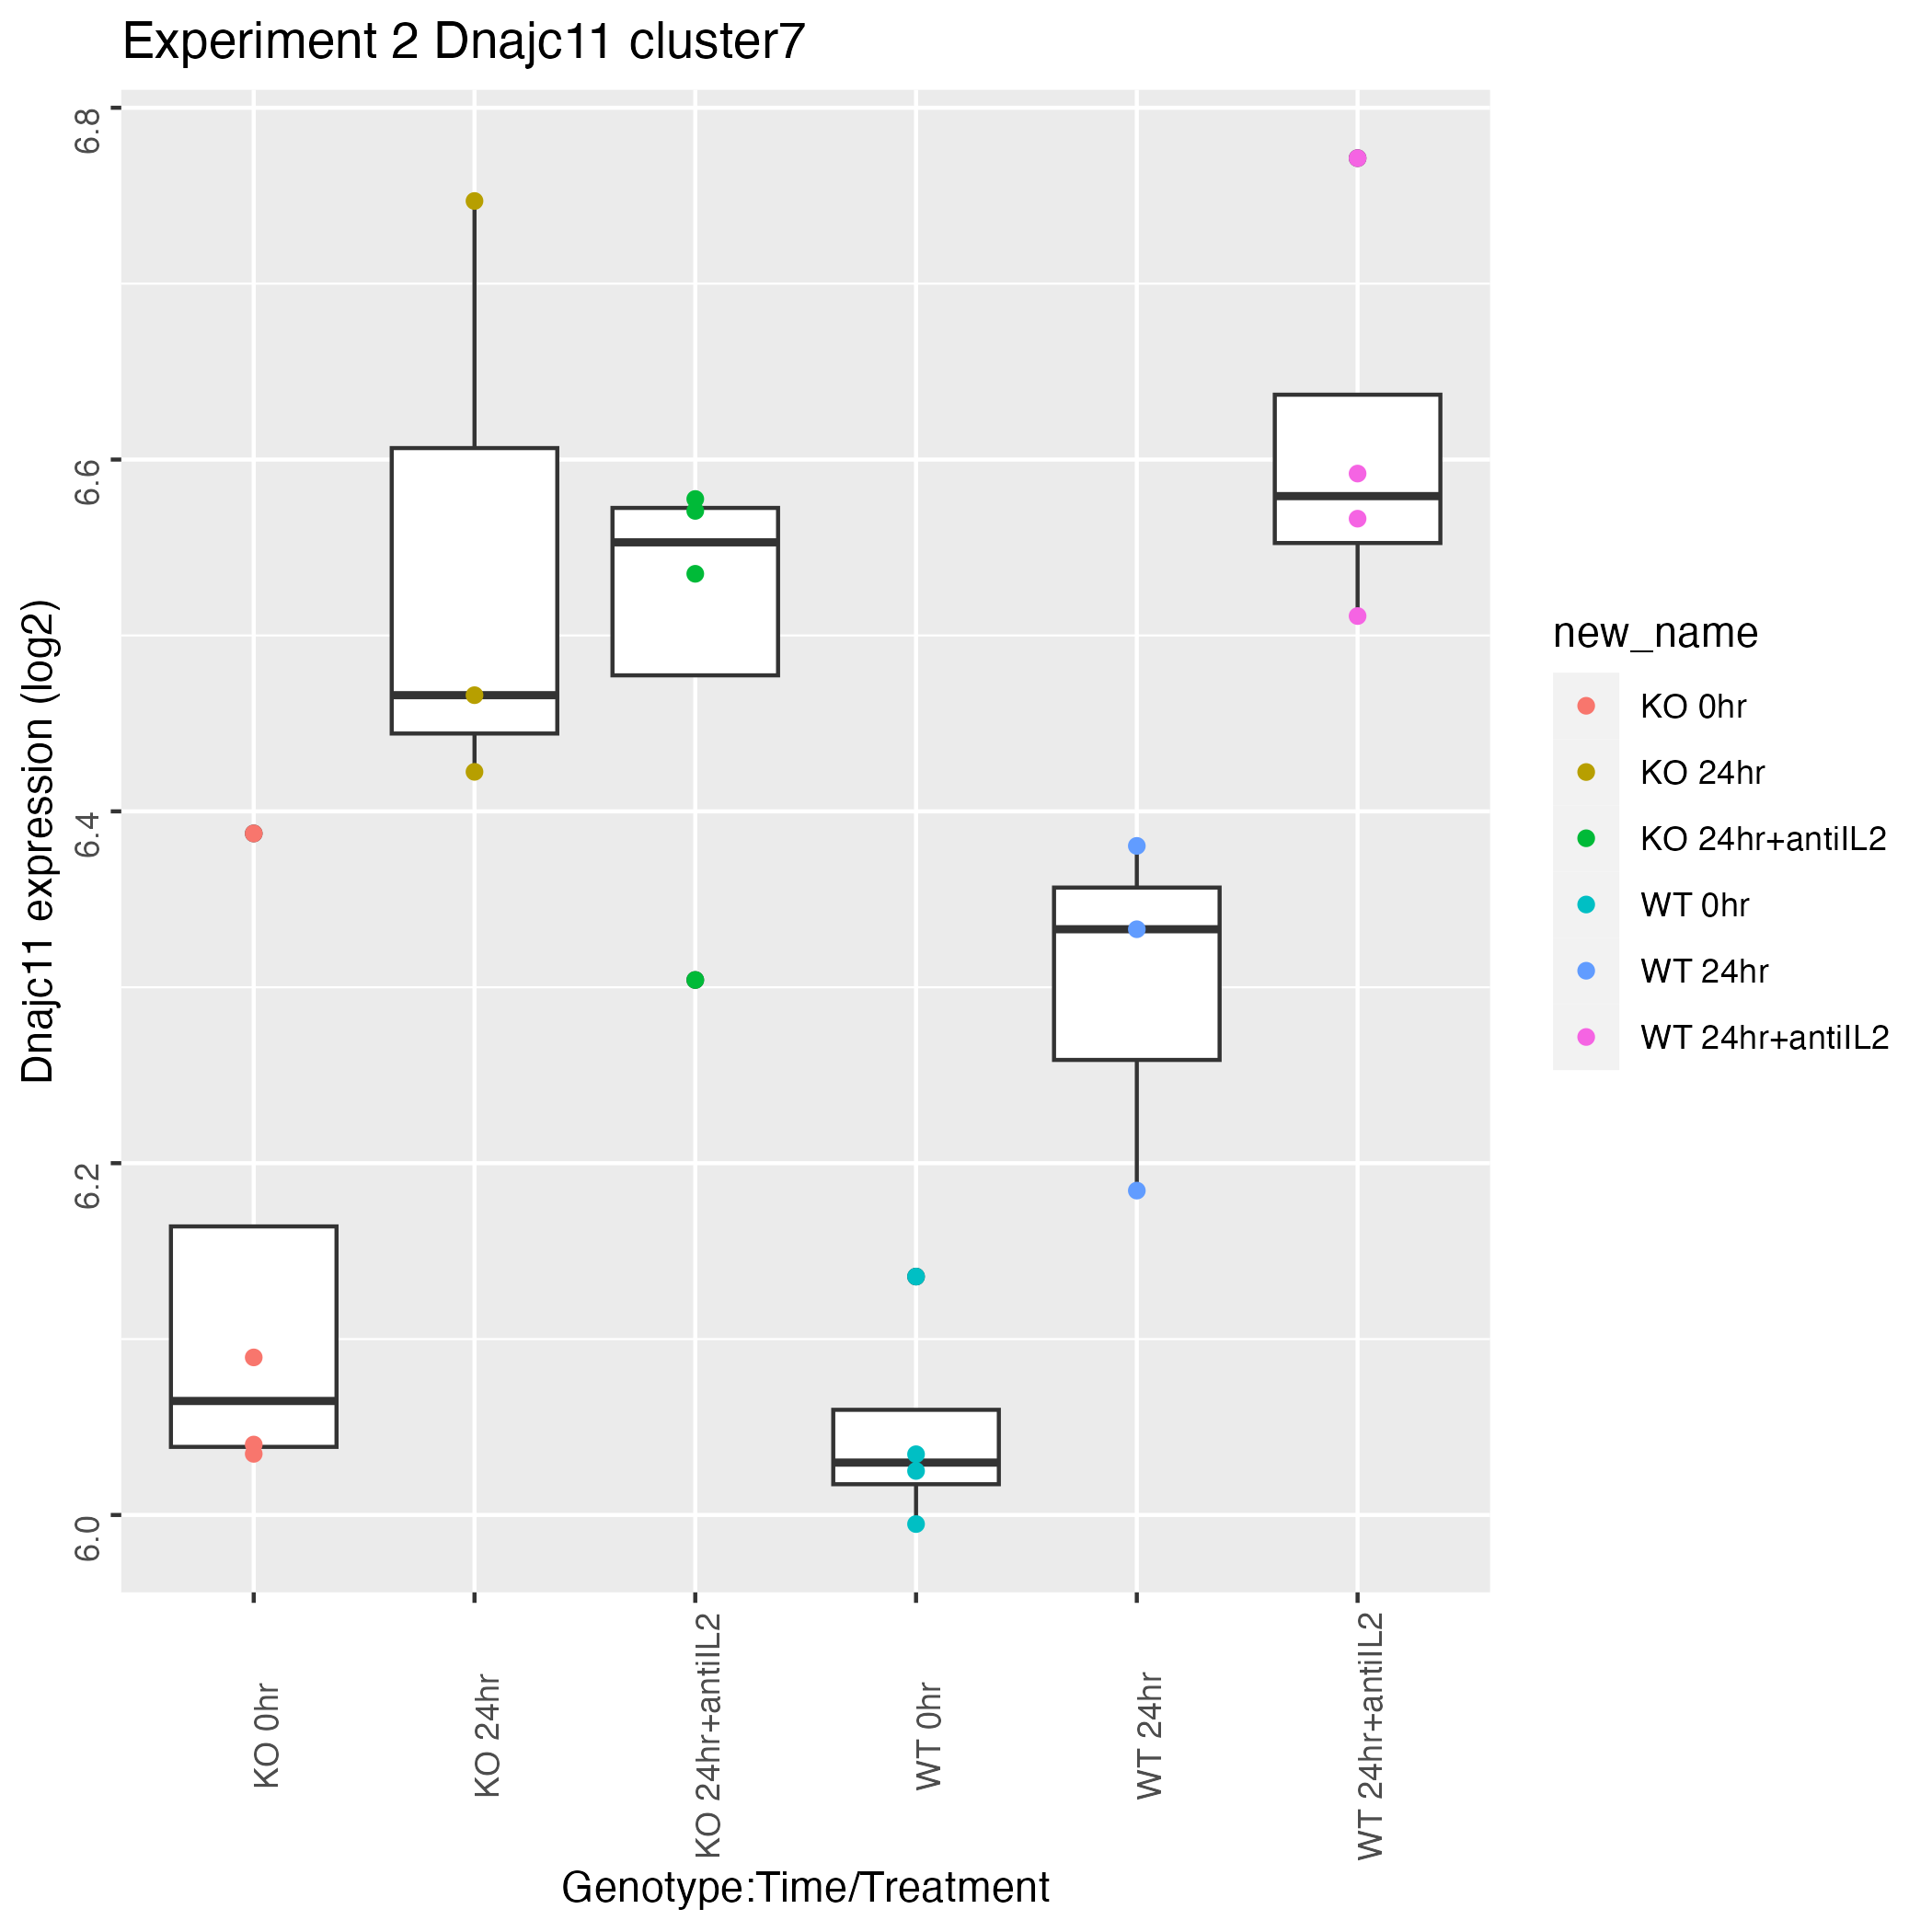 Experiment 2 Dnajc11 cluster7
Dnajc11 expression (log2)
6.8
6.6
6.4
6.2
6.0
KO 0hr
KO 24hr
KO 24hr+antiIL2
WT 0hr
WT 24hr
WT 24hr+antiIL2
Genotype:Time/Treatment
new_name
KO 0hr
KO 24hr
KO 24hr+antiIL2
WT 0hr
WT 24hr
WT 24hr+antiIL2